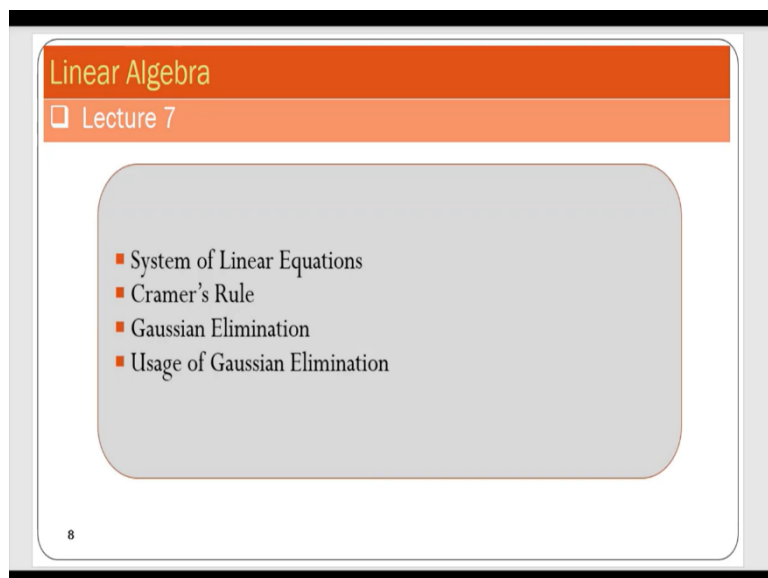 Linear Algebra
Lecture 7
System of Linear Equations
Cramer's Rule
Gaussian Elimination
Usage of Gaussian Elimination
8